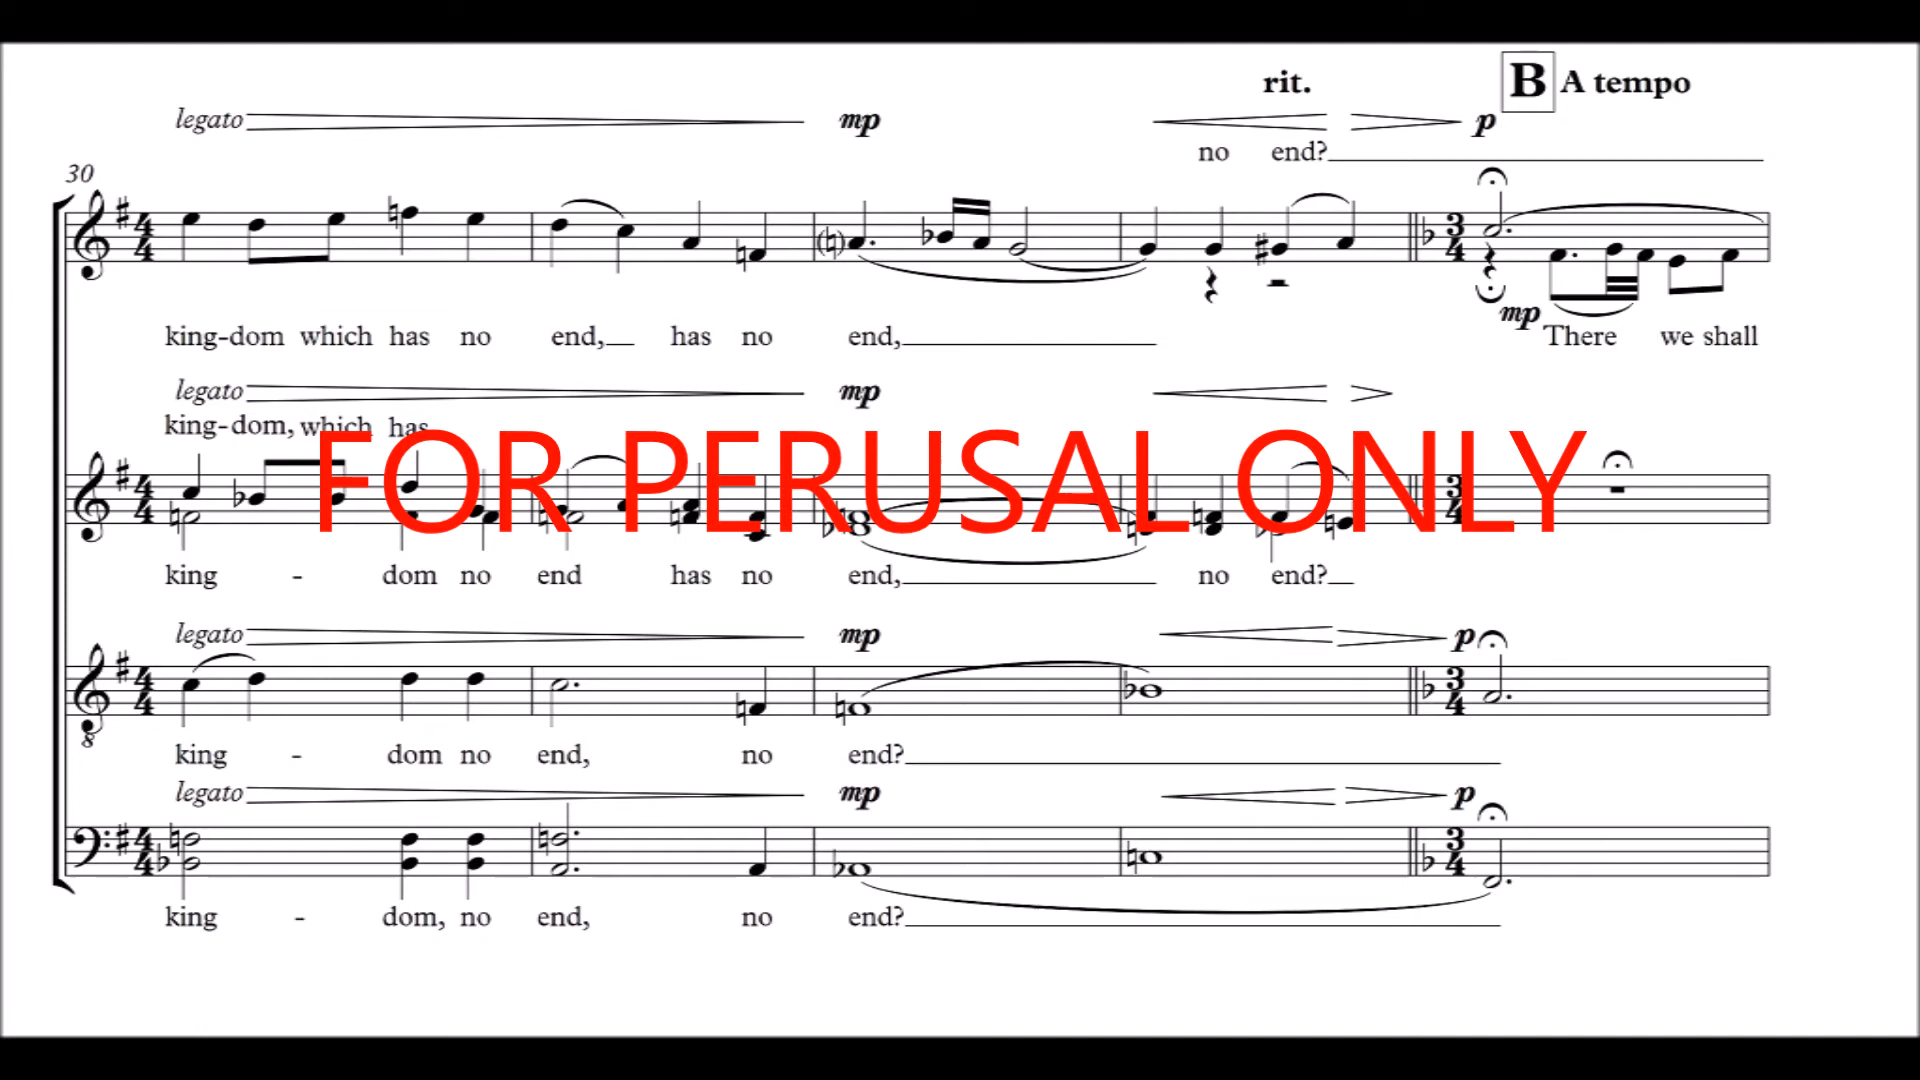 rit. B A tempo
legato mp p
no end?
30
king-dom which has no end, has no end, mp There we shall
legato mp
king-dom, which has
FOR PERUSAL ONLY
king - dom no end has no end, no end?
legato mp p
king - dom no end, no end?
legato mp p
king - dom, no end, no end?